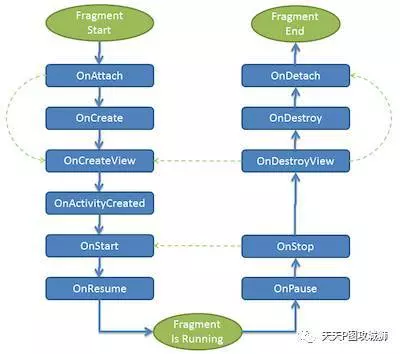 Fragment
Start
OnAttach
OnCreate
OnCreateView
OnActivityCreated
OnStart
OnResume
Fragment
Is Running
Fragment
End
OnDetach
OnDestroy
OnDestroyView
OnStop
OnPause
天天P图攻城狮